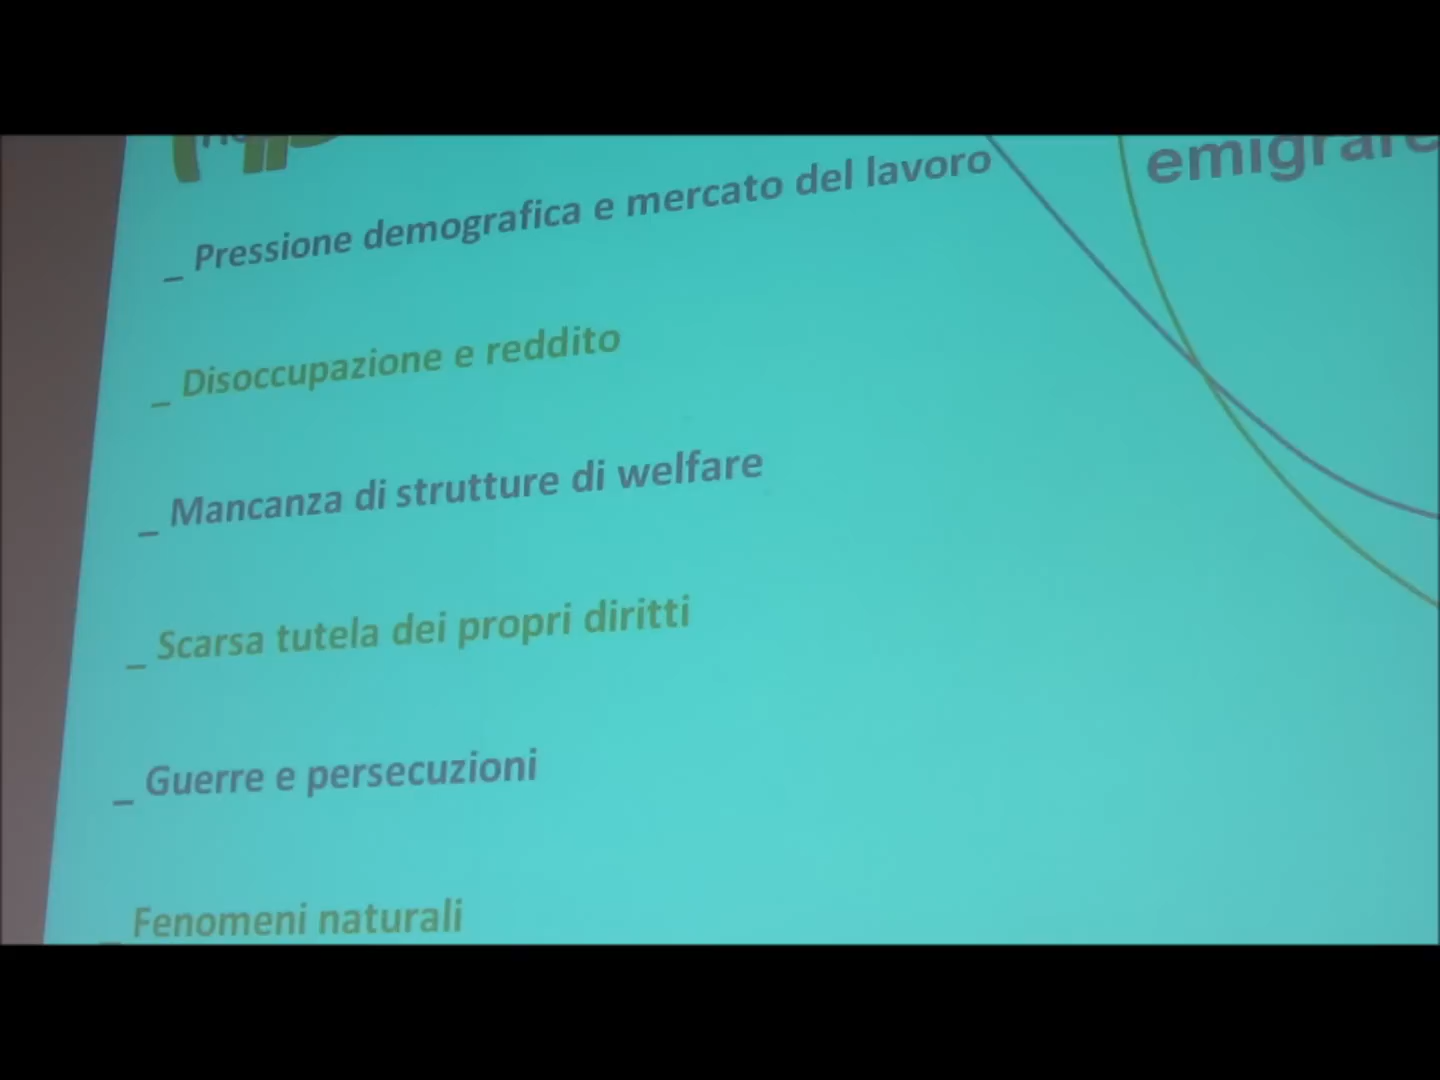 emigrare
_ Pressione demografica e mercato del lavoro
_ Disoccupazione e reddito
_ Mancanza di strutture di welfare
_ Scarsa tutela dei propri diritti
_ Guerre e persecuzioni
_ Fenomeni naturali